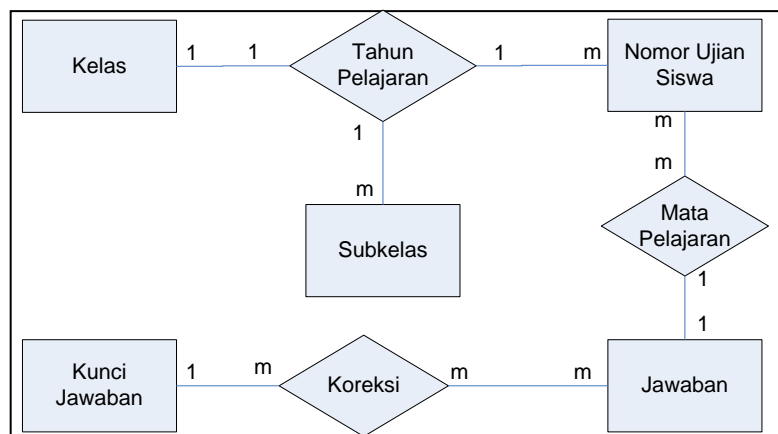 Kelas
1
1
Tahun
Pelajaran
1
m
Nomor Ujian
Siswa
1
m
Subkelas
m
m
Mata
Pelajaran
1
1
Kunci
Jawaban
1
m
Koreksi
m
m
Jawaban